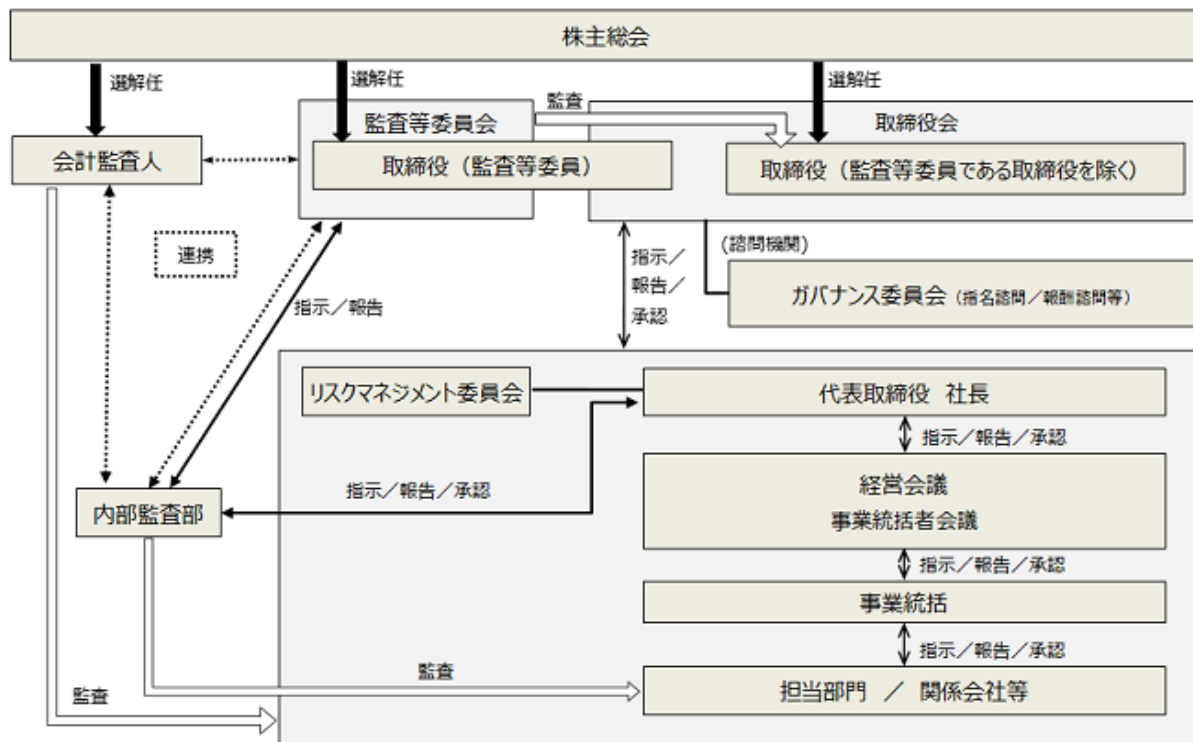 株主総会
選解任
選解任
選解任
監査
監査等委員会
取締役会
会計監査人
取締役（監査等委員）
取締役（監査等委員である取締役を除く）
連携
指示／報告
指示／
報告／
承認
(諮問機関)
ガバナンス委員会（指名諮問／報酬諮問等）
リスクマネジメント委員会
代表取締役 社長
指示／報告／承認
指示／報告／承認
経営会議
事業統括者会議
内部監査部
指示／報告／承認
事業統括
指示／報告／承認
監査
監査
担当部門 ／ 関係会社等